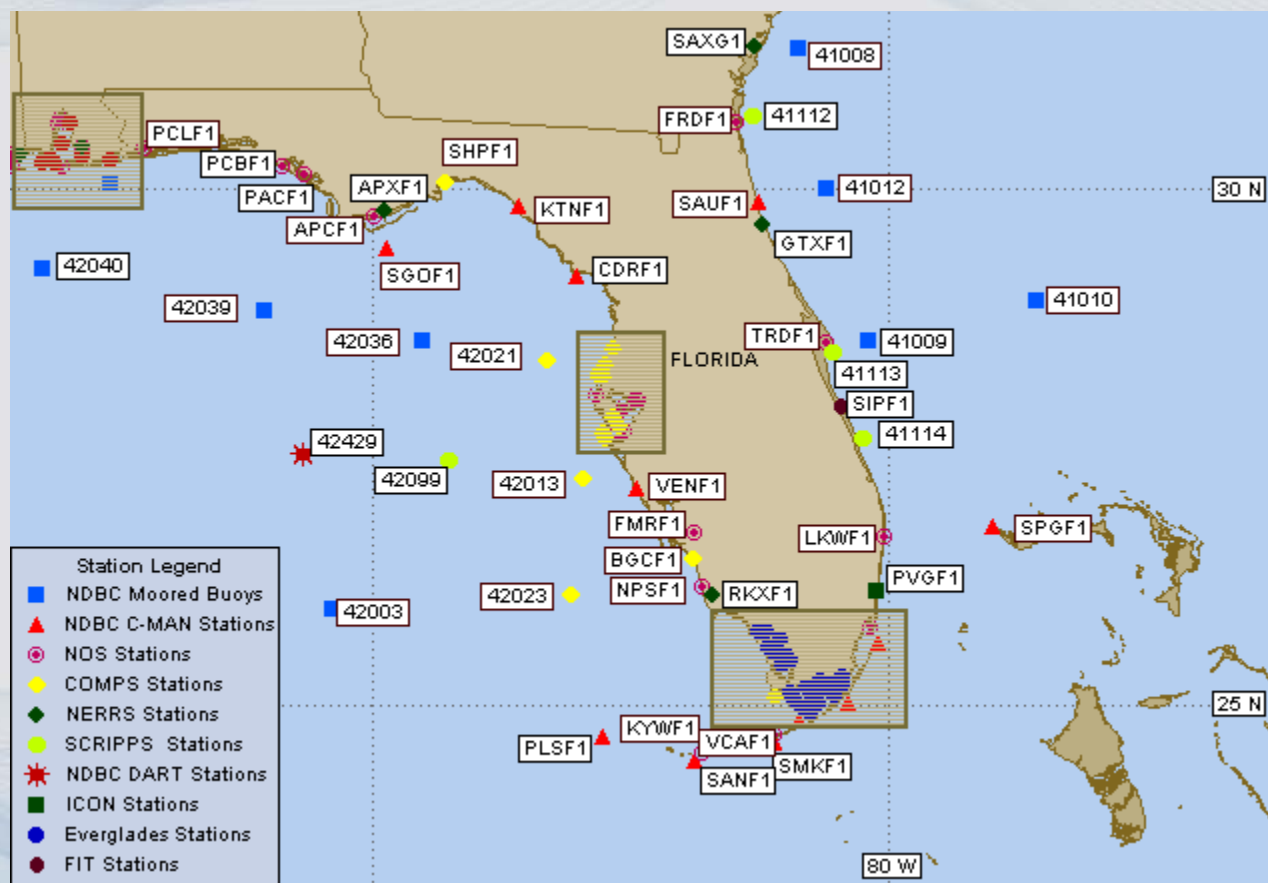 SAXG1
41008
FRDF1
41112
PCLF1
PCBF1
SHPF1
PACF1
APXF1
41012
30 N
KTNF1
SAUF1
APCF1
GTXF1
SGOF1
42040
CDRF1
42039
41010
42036
TRDF1
41009
42021
FLORIDA
41113
SIPF1
42429
41114
42099
42013
VENF1
FMRF1
LKWF1
SPGF1
BGCF1
NPSF1
RKXF1
PVGF1
42023
42003
25 N
KYWF1
VCAF1
PLSF1
SMKF1
SANF1
80 W
Station Legend
NDBC Moored Buoys
NDBC C-MAN Stations
NOS Stations
COMPS Stations
NERRS Stations
SCRIPPS Stations
NDBC DART Stations
ICON Stations
Everglades Stations
FIT Stations